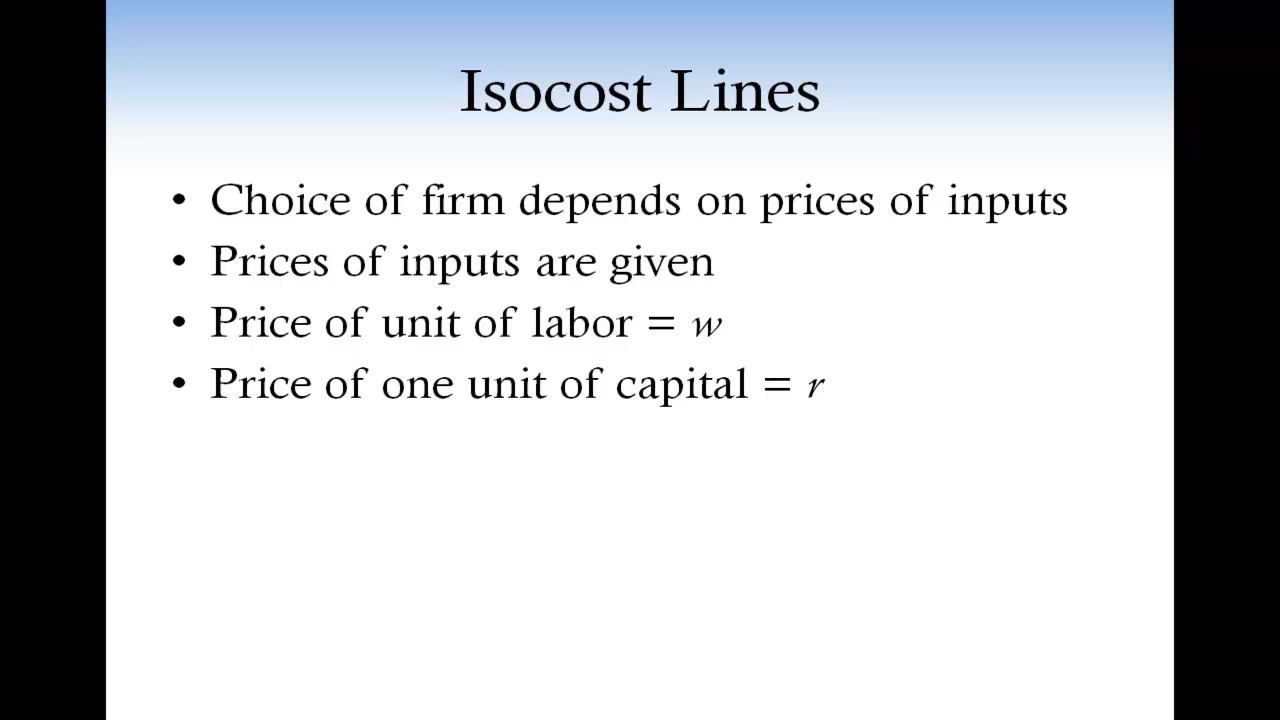 Isocost Lines
• Choice of firm depends on prices of inputs
• Prices of inputs are given
• Price of unit of labor = w
• Price of one unit of capital = r